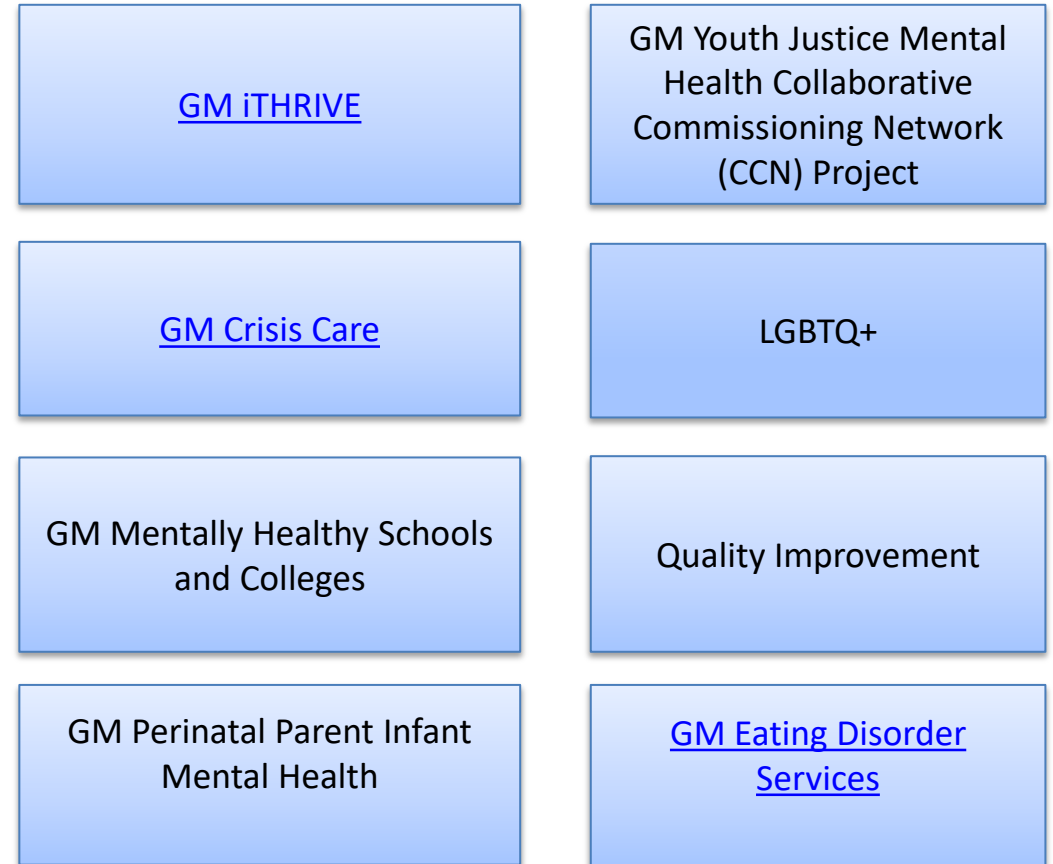 GM iTHRIVE
GM Youth Justice Mental
Health Collaborative
Commissioning Network
(CCN) Project
GM Crisis Care
LGBTQ+
GM Mentally Healthy Schools
and Colleges
Quality Improvement
GM Perinatal Parent Infant
Mental Health
GM Eating Disorder
Services